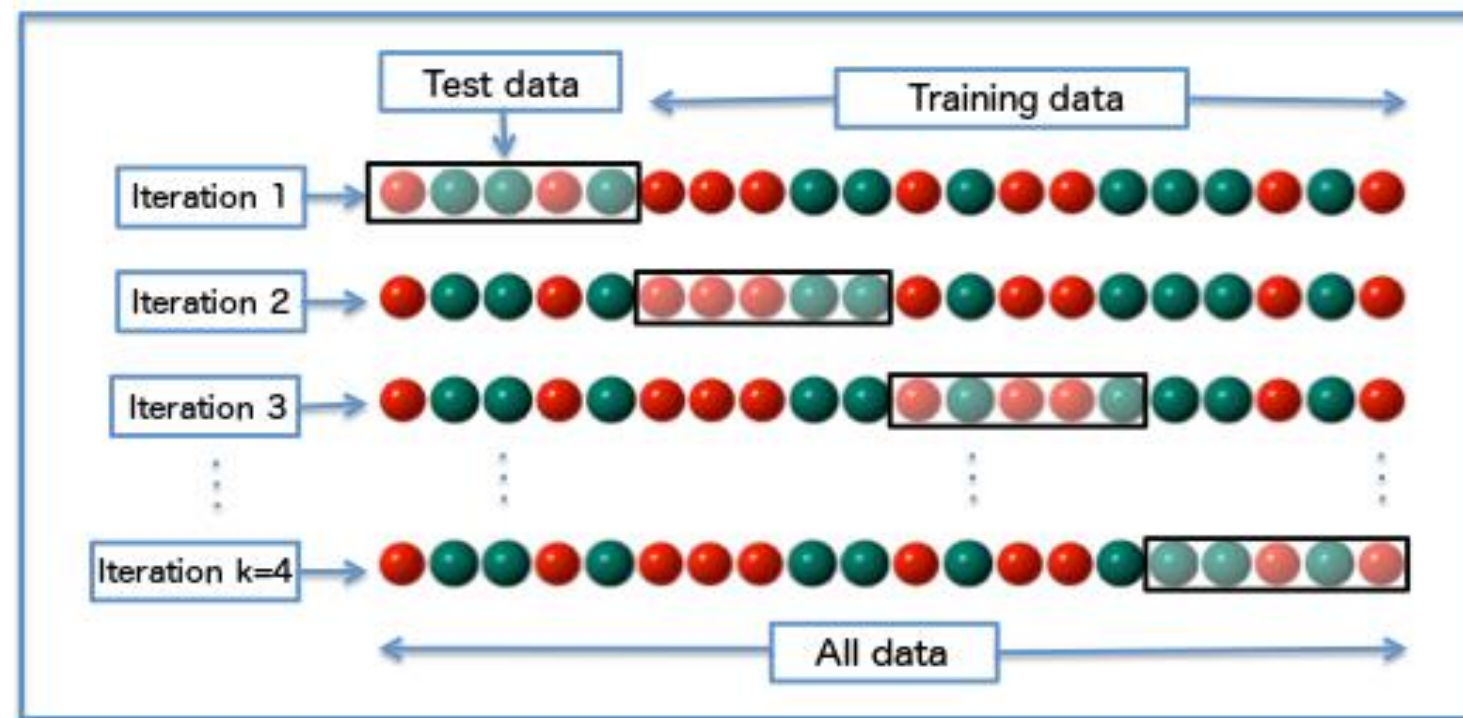 Test data
Training data
Iteration 1
Iteration 2
Iteration 3
Iteration k=4
All data